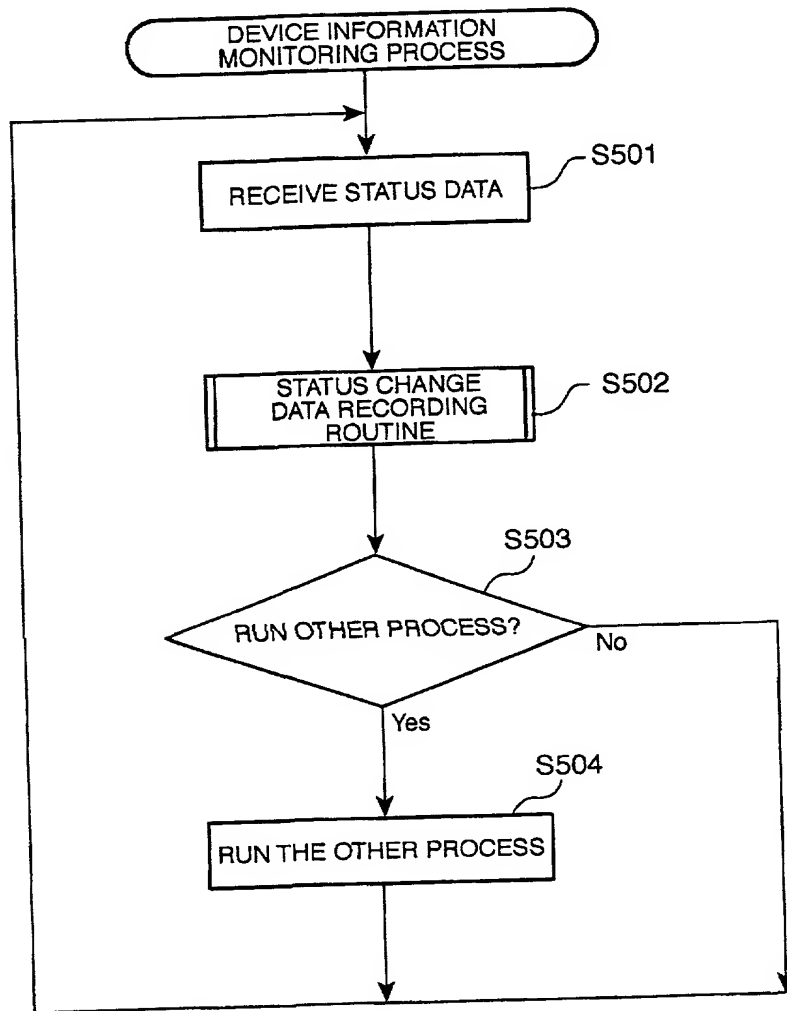 DEVICE INFORMATION
MONITORING PROCESS
S501
RECEIVE STATUS DATA
S502
STATUS CHANGE
DATA RECORDING
ROUTINE
S503
RUN OTHER PROCESS?
No
Yes
S504
RUN THE OTHER PROCESS